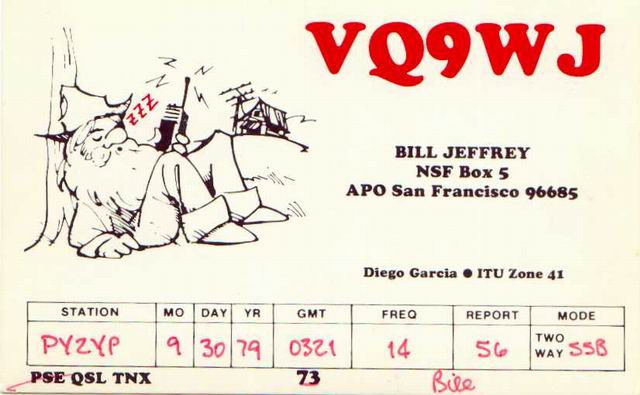 VQ9WJ
ZZZ
BILL JEFFREY
NSF Box 5
APO San Francisco 96685
Diego Garcia ● ITU Zone 41
STATION MO DAY YR GMT FREQ REPORT MODE
PY2YP 9 30 79 0321 14 56 TWO WAY SSB
PSE QSL TNX 73 Bill